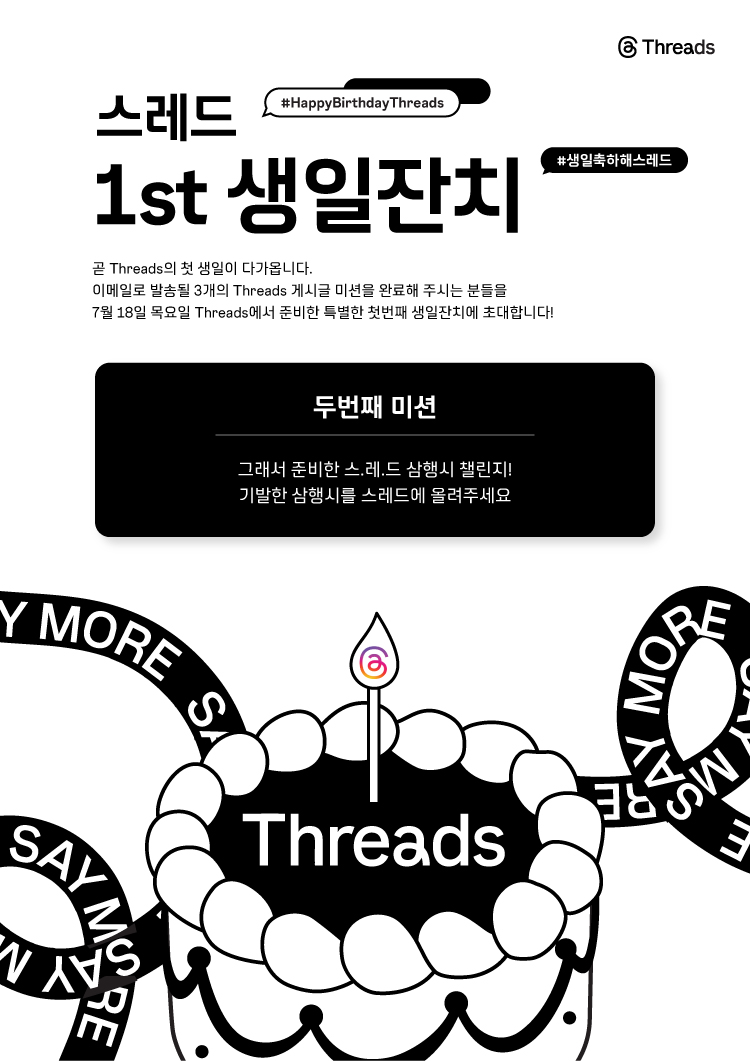 Threads
스레드
#HappyBirthdayThreads
1st 생일잔치
#생일축하해스레드
곧 Threads의 첫 생일이 다가옵니다.
이메일로 발송될 3개의 Threads 게시글 미션을 완료해 주시는 분들을
7월 18일 목요일 Threads에서 준비한 특별한 첫번째 생일잔치에 초대합니다!
두번째 미션
그래서 준비한 스.레.드 삼행시 챌린지!
기발한 삼행시를 스레드에 올려주세요
Y MORE SA
MORE
SAY M
RE
SAY
Threads
SAY M
SAY M
RE